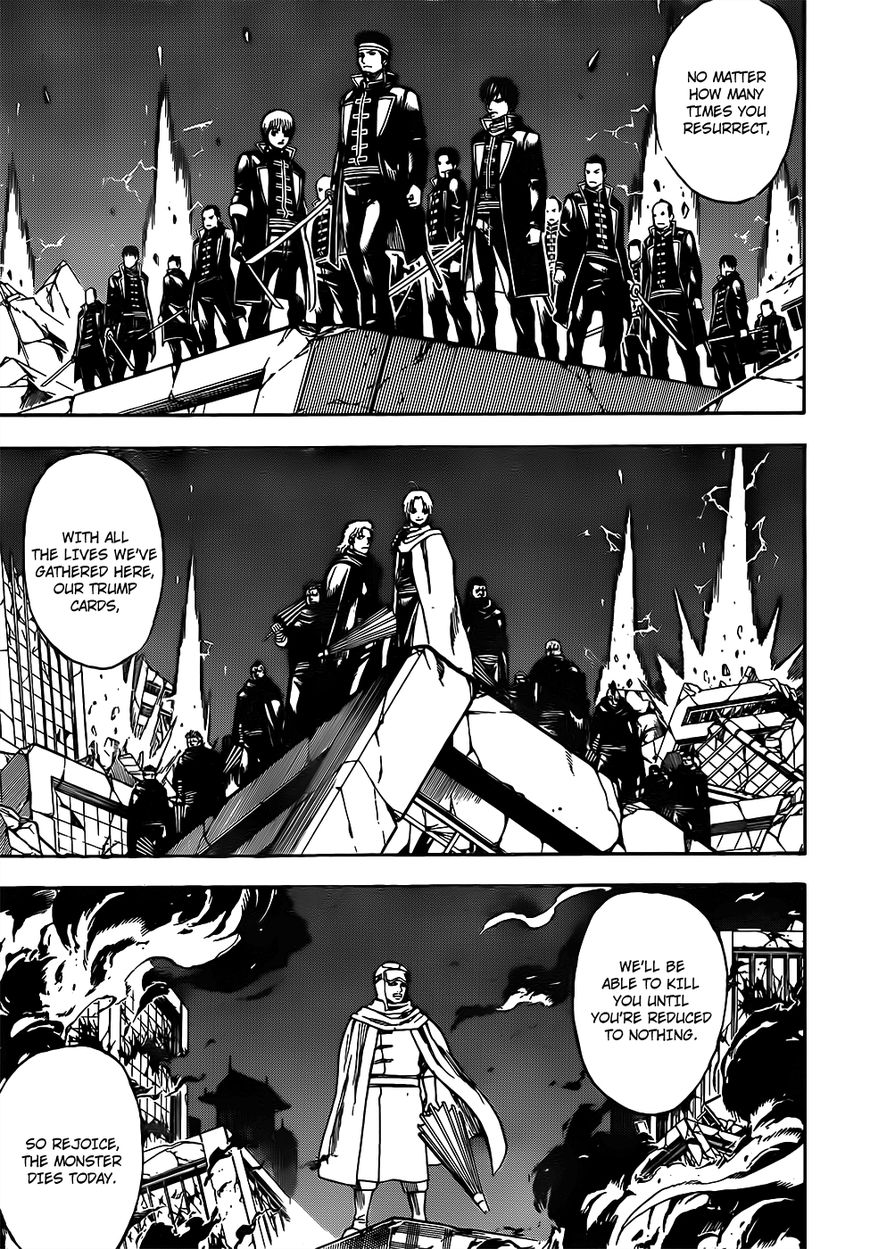 NO MATTER
HOW MANY
TIMES YOU
RESURRECT,
WITH ALL
THE LIVES WE'VE
GATHERED HERE,
OUR TRUMP
CARDS,
WE'LL BE
ABLE TO KILL
YOU UNTIL
YOU'RE REDUCED
TO NOTHING.
SO REJOICE,
THE MONSTER
DIES TODAY.